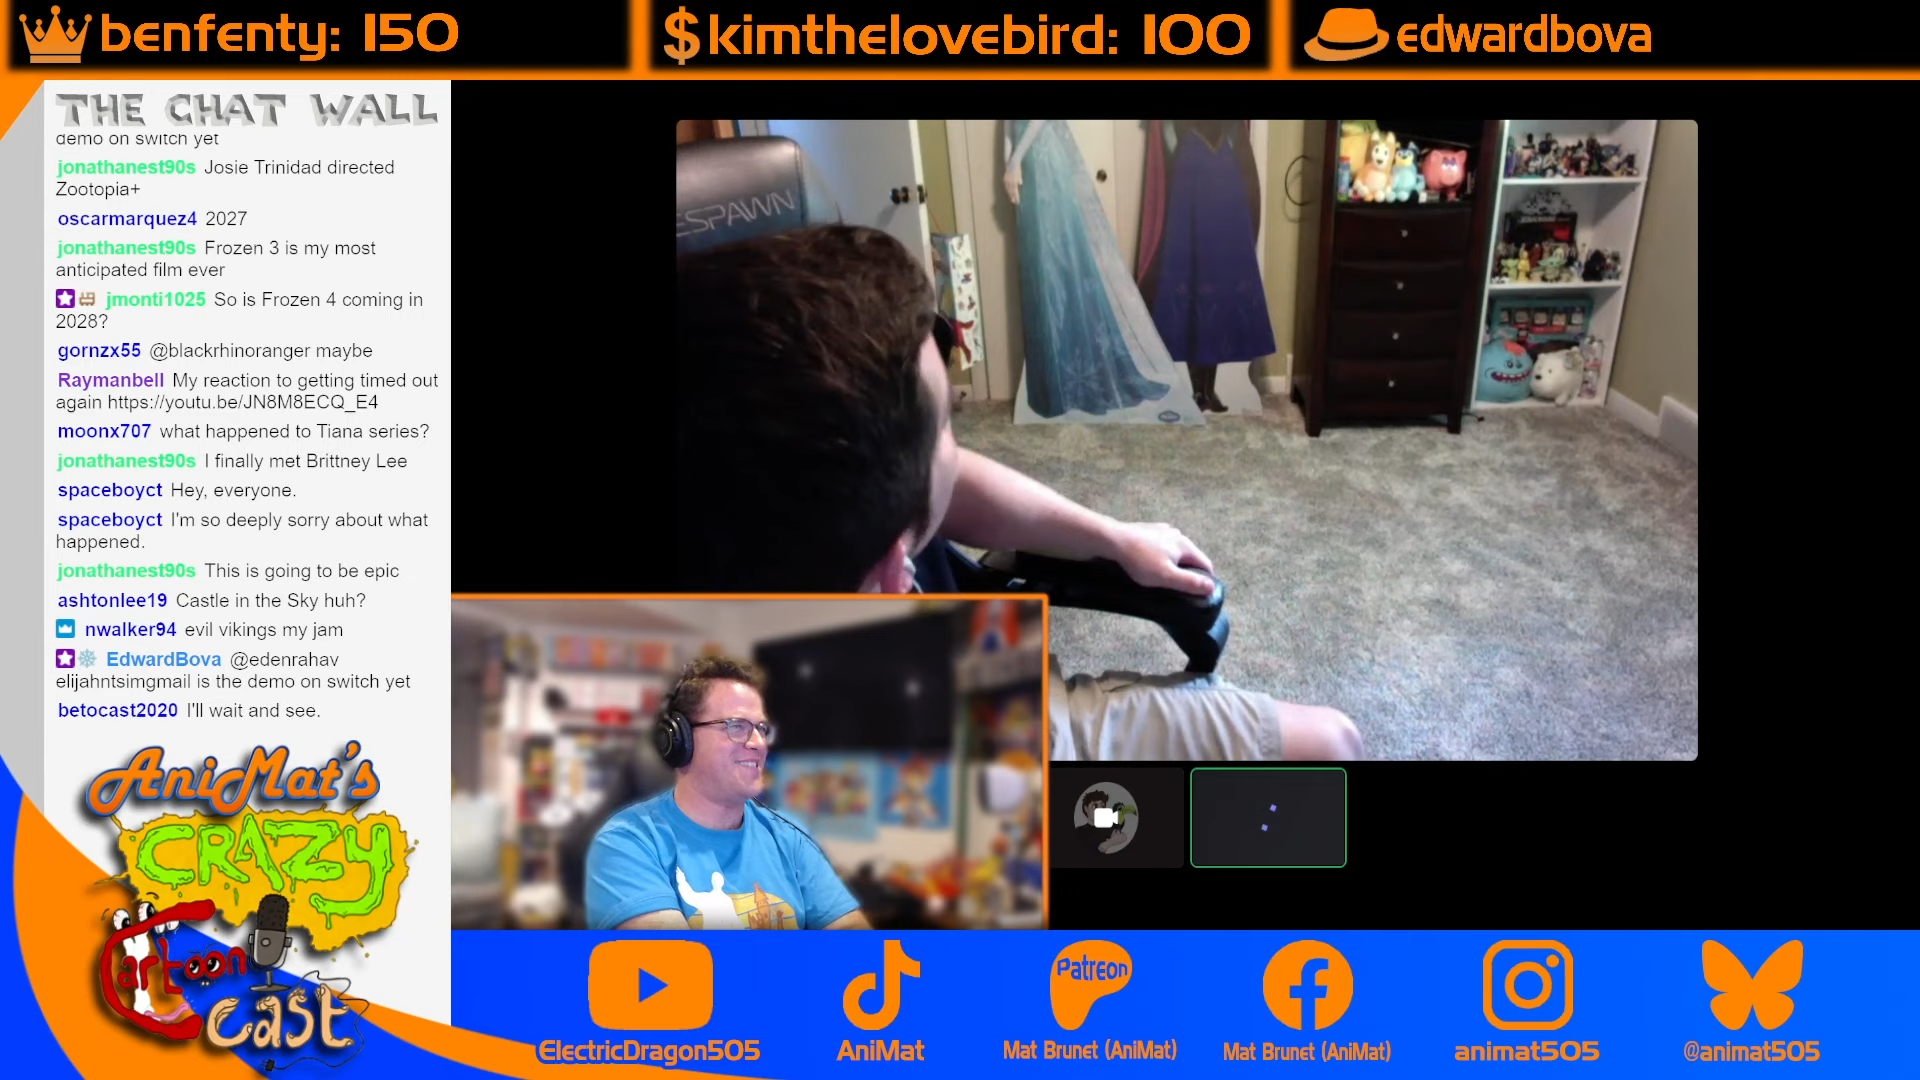 benfenty: 150
$kimthelovebird: 100
edwardbova
THE CHAT WALL
demo on switch yet
jonathanest90s Josie Trinidad directed
Zootopia+
oscarmarquez4 2027
jonathanest90s Frozen 3 is my most
anticipated film ever
jmonti1025 So is Frozen 4 coming in
2028?
gornzx55 @blackrhinoranger maybe
Raymanbell My reaction to getting timed out
again https://youtu.be/JN8M8ECQ_E4
moonx707 what happened to Tiana series?
jonathanest90s I finally met Brittney Lee
spaceboyct Hey, everyone.
spaceboyct I'm so deeply sorry about what
happened.
jonathanest90s This is going to be epic
ashtonlee19 Castle in the Sky huh?
nwalker94 evil vikings my jam
EdwardBova @edenrahav
elijahntsimgmail is the demo on switch yet
betocast2020 I'll wait and see.
AniMat's
CRAZY
Cartoon
cast
ESPAWN
ElectricDragon505
AniMat
Patreon
Mat Brunet (AniMat)
Mat Brunet (AniMat)
animat505
@animat505